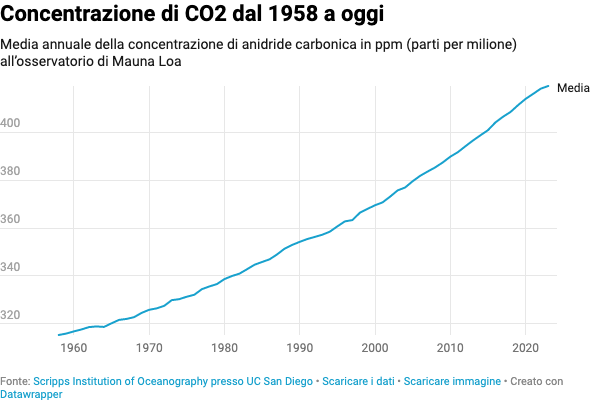 Concentrazione di CO2 dal 1958 a oggi
Media annuale della concentrazione di anidride carbonica in ppm (parti per milione)
all’osservatorio di Mauna Loa
Media
400
380
360
340
320
1960 1970 1980 1990 2000 2010 2020
Fonte: Scripps Institution of Oceanography presso UC San Diego • Scaricare i dati • Scaricare immagine • Creato con
Datawrapper